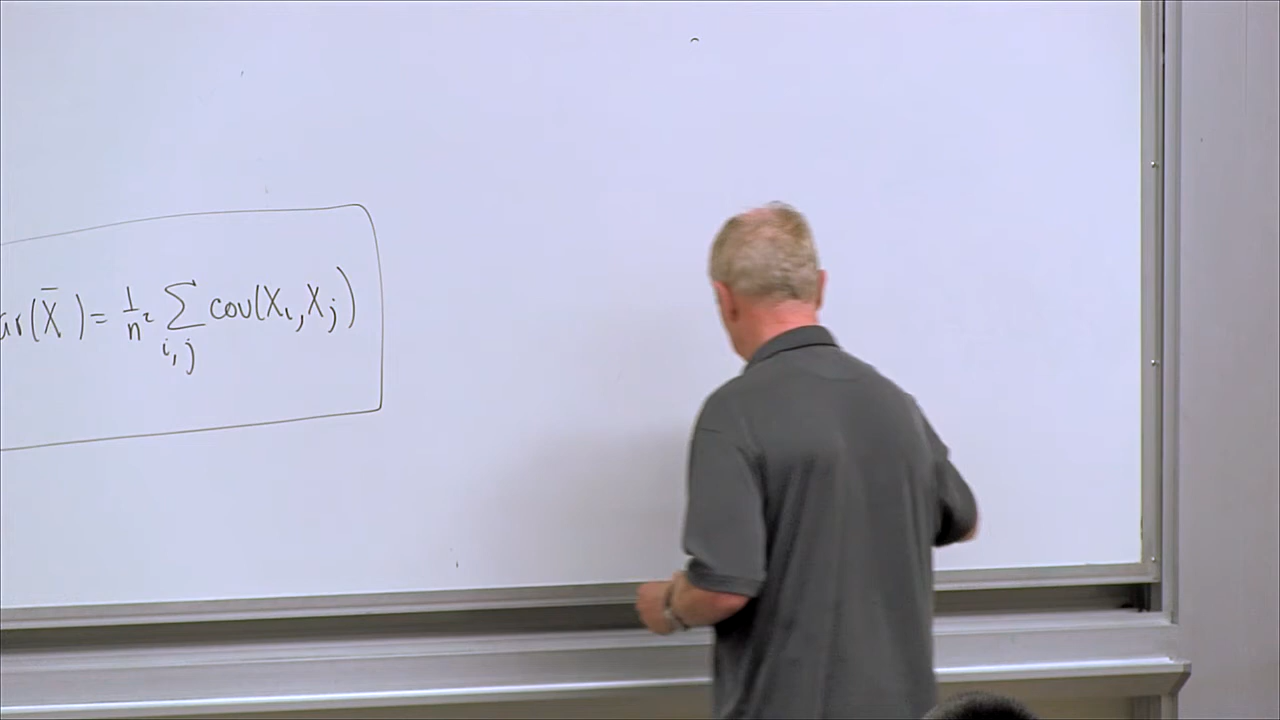 ar(X̄) = 1/n² Σ i,j cov(Xi, Xj)